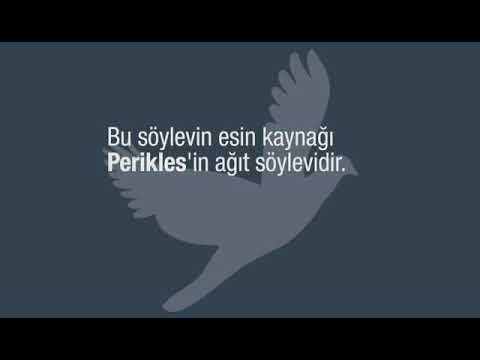 Bu söylevin esin kaynağı
Perikles'in ağıt söylevidir.